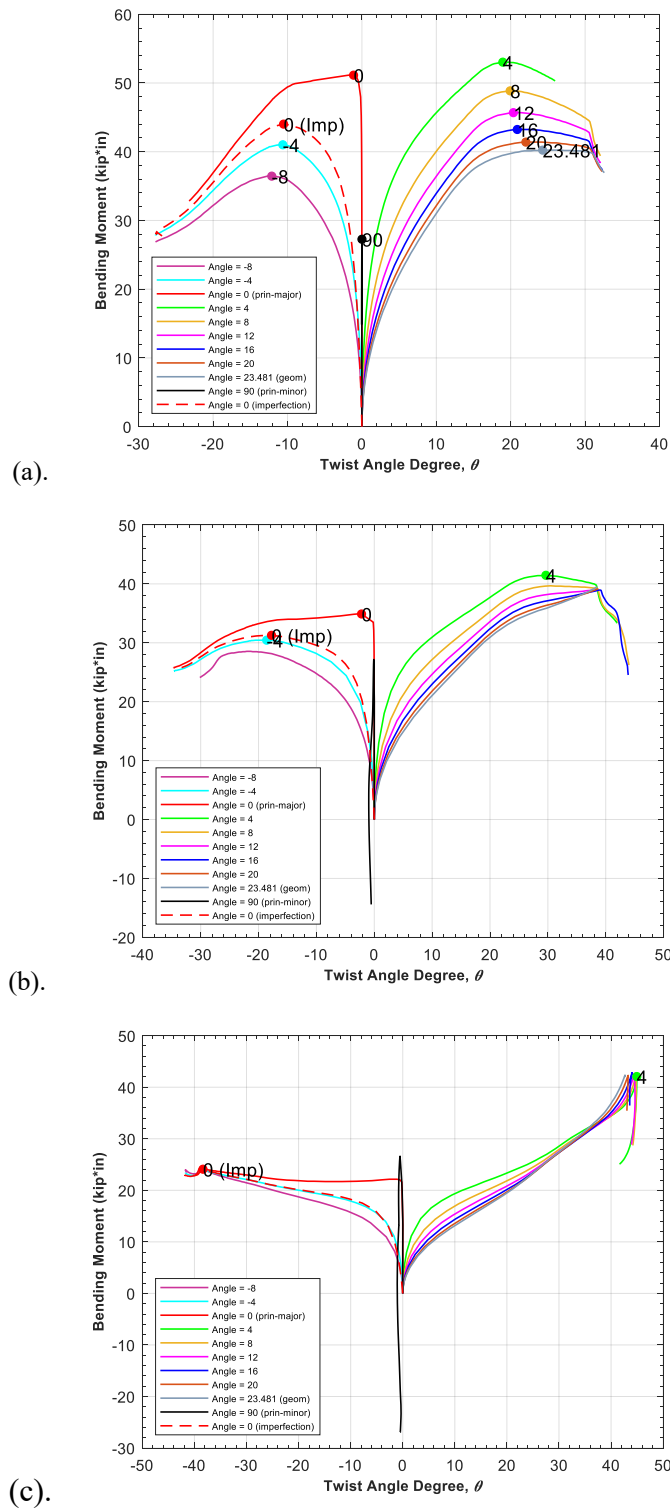 60
50
40
30
20
10
0
Bending Moment (kip*in)
0
0 (Imp)
-4
-8
90
4
8
12
16
20
23.481
Angle = -8
Angle = -4
Angle = 0 (prin-major)
Angle = 4
Angle = 8
Angle = 12
Angle = 16
Angle = 20
Angle = 23.481 (geom)
Angle = 90 (prin-minor)
Angle = 0 (imperfection)
-30 -20 -10 0 10 20 30 40
Twist Angle Degree, θ
(a).
50
40
30
20
10
0
-10
-20
Bending Moment (kip*in)
0
0 (Imp)
-4
4
Angle = -8
Angle = -4
Angle = 0 (prin-major)
Angle = 4
Angle = 8
Angle = 12
Angle = 16
Angle = 20
Angle = 23.481 (geom)
Angle = 90 (prin-minor)
Angle = 0 (imperfection)
-40 -30 -20 -10 0 10 20 30 40 50
Twist Angle Degree, θ
(b).
50
40
30
20
10
0
-10
-20
-30
Bending Moment (kip*in)
0 (Imp)
4
Angle = -8
Angle = -4
Angle = 0 (prin-major)
Angle = 4
Angle = 8
Angle = 12
Angle = 16
Angle = 20
Angle = 23.481 (geom)
Angle = 90 (prin-minor)
Angle = 0 (imperfection)
-50 -40 -30 -20 -10 0 10 20 30 40 50
Twist Angle Degree, θ
(c).